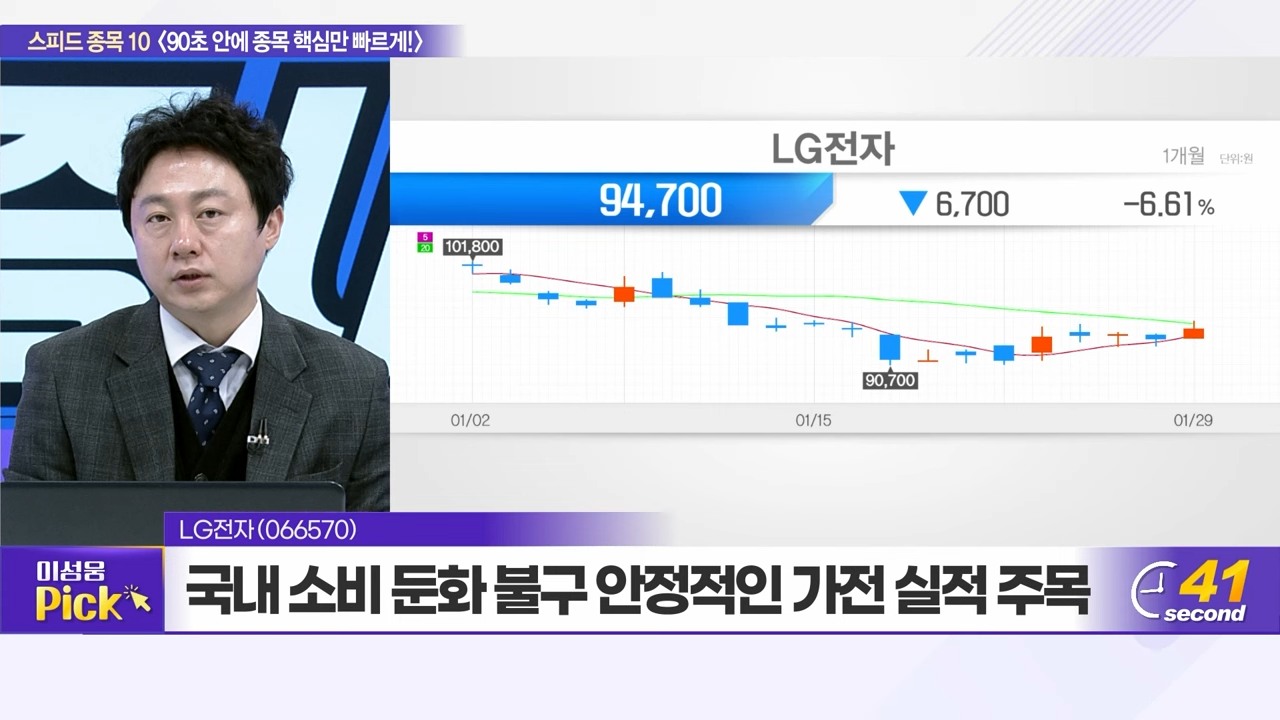 스피드 종목 10 〈90초 안에 종목 핵심만 빠르게!〉
LG전자
1개월 단위:원
94,700 ▼ 6,700 -6.61%
5
20
101,800
90,700
01/02 01/15 01/29
LG전자(066570)
이성웅
Pick
국내 소비 둔화 불구 안정적인 가전 실적 주목
41
second